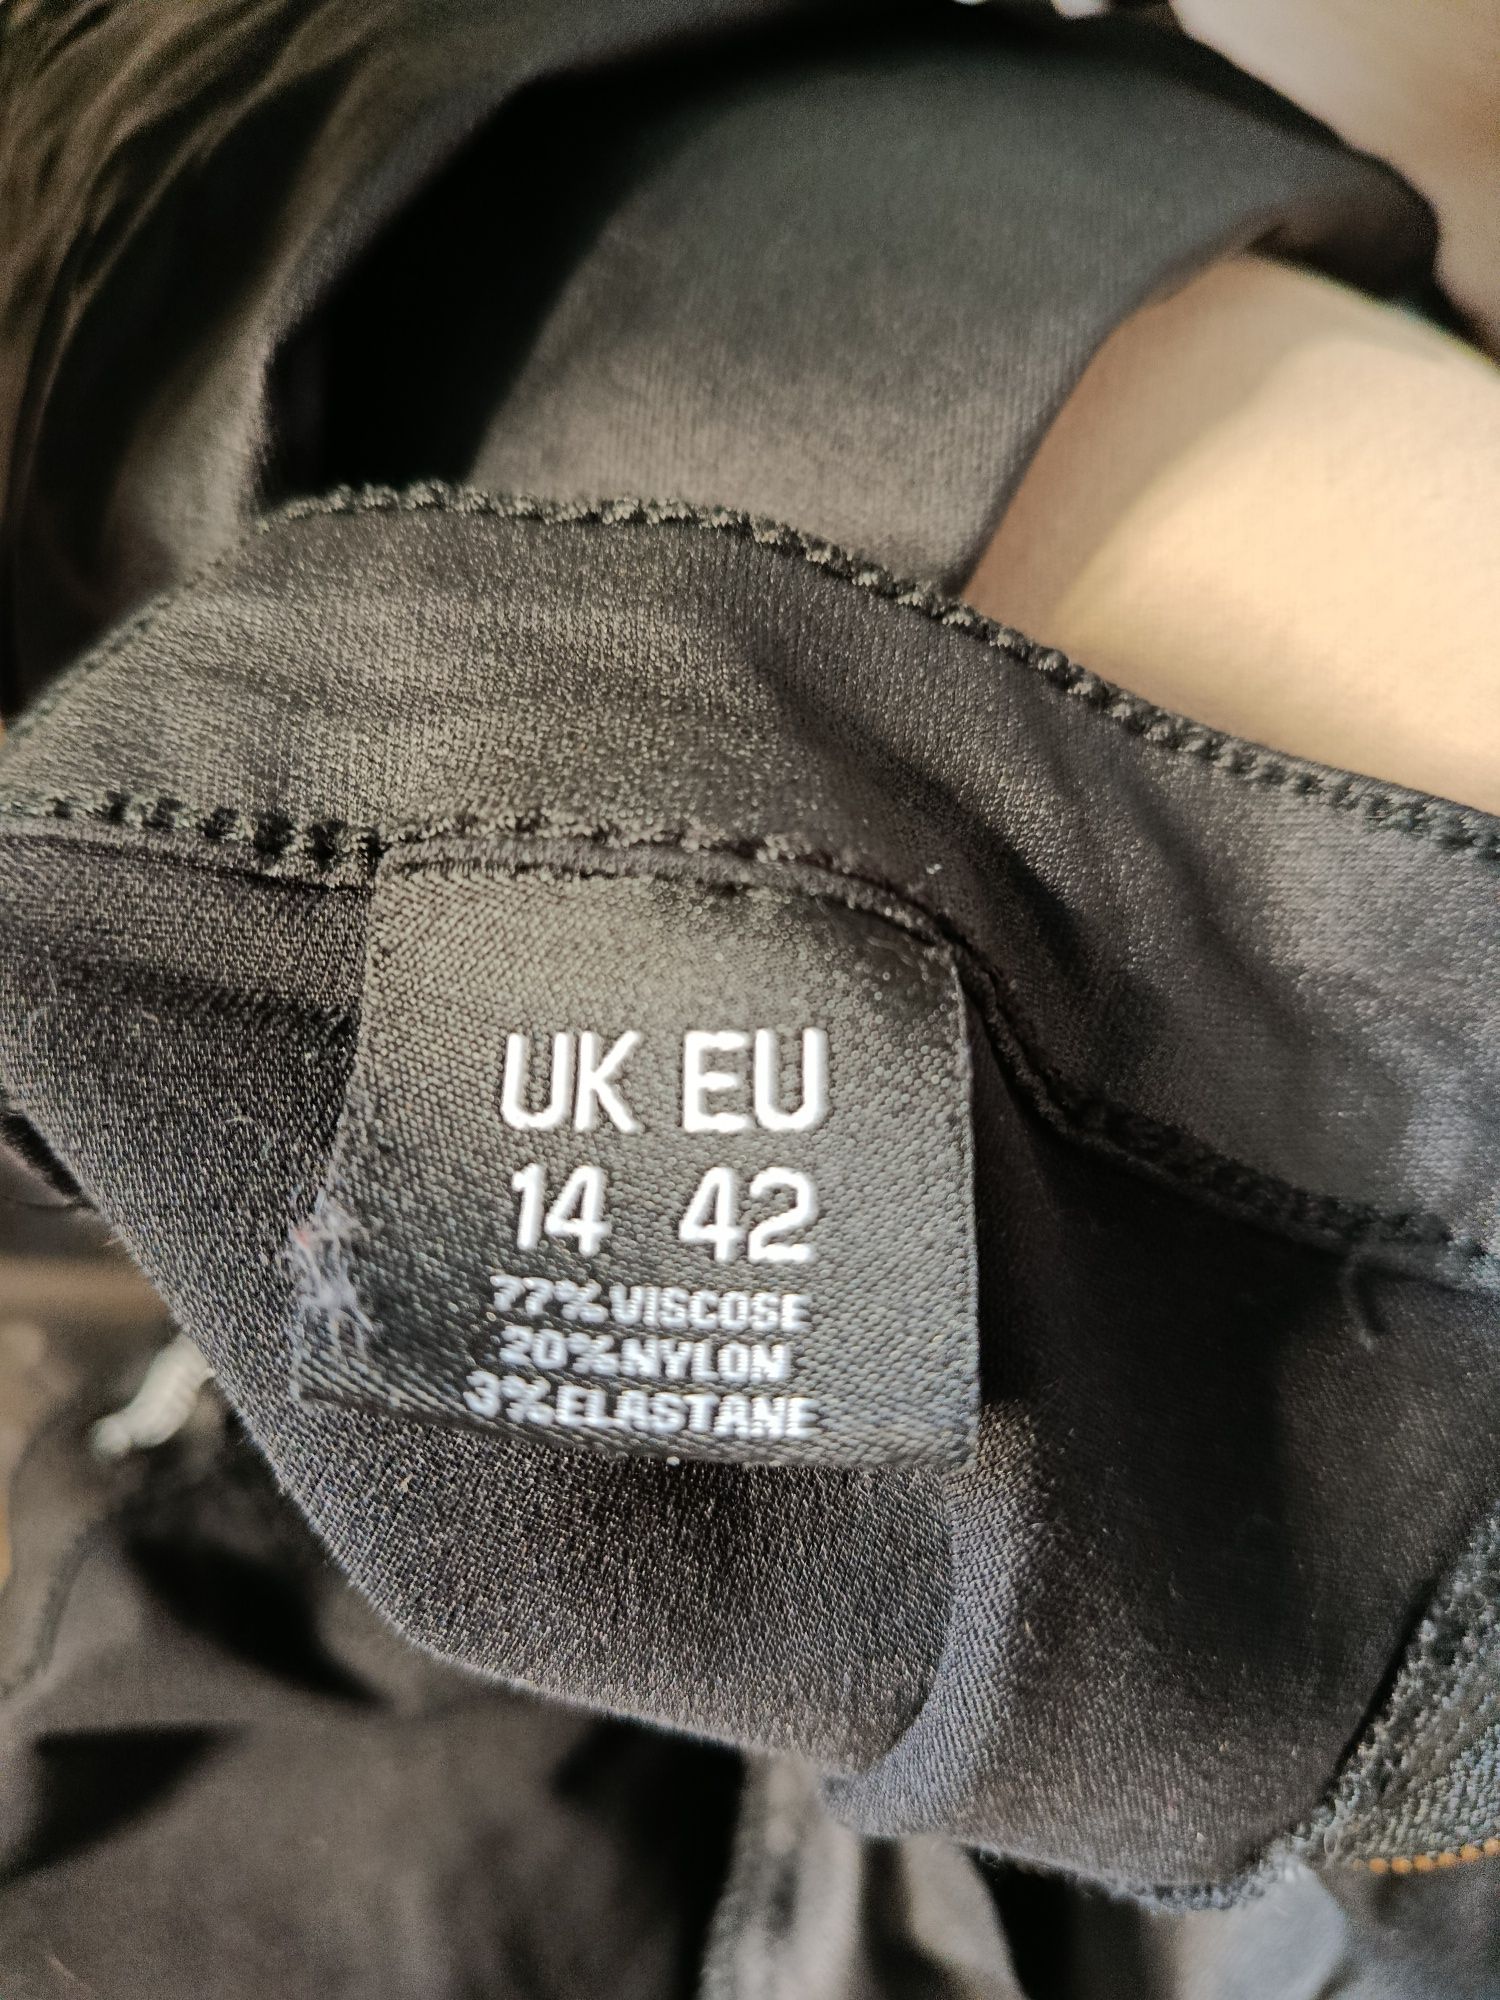 UK EU
14 42
77%VISCOSE
20%NYLON
3%ELASTANE